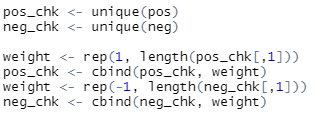 pos_chk <- unique(pos)
neg_chk <- unique(neg)
weight <- rep(1, length(pos_chk[,1]))
pos_chk <- cbind(pos_chk, weight)
weight <- rep(-1, length(neg_chk[,1]))
neg_chk <- cbind(neg_chk, weight)